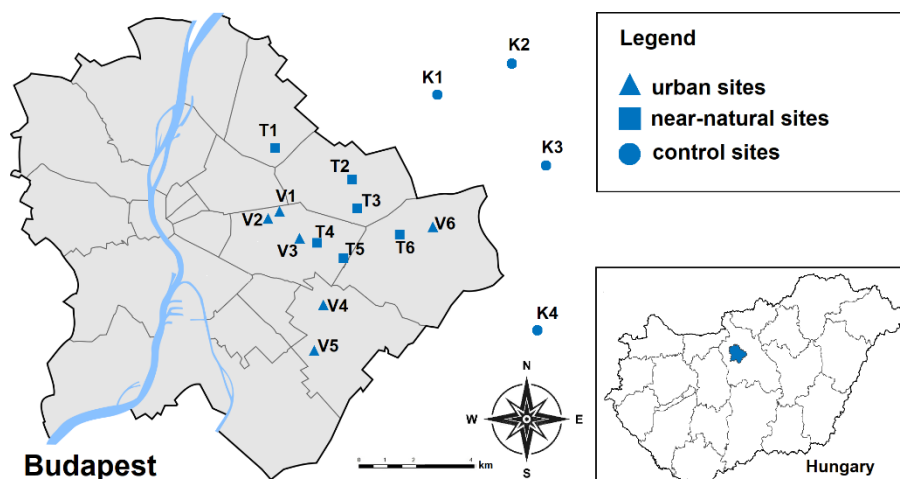 K2
K1
T1
K3
T2
T3
V1
V2
V6
V3
T4
T6
T5
V4
K4
V5
N
W
E
S
0 1 2 4
km
Budapest
Legend
urban sites
near-natural sites
control sites
Hungary